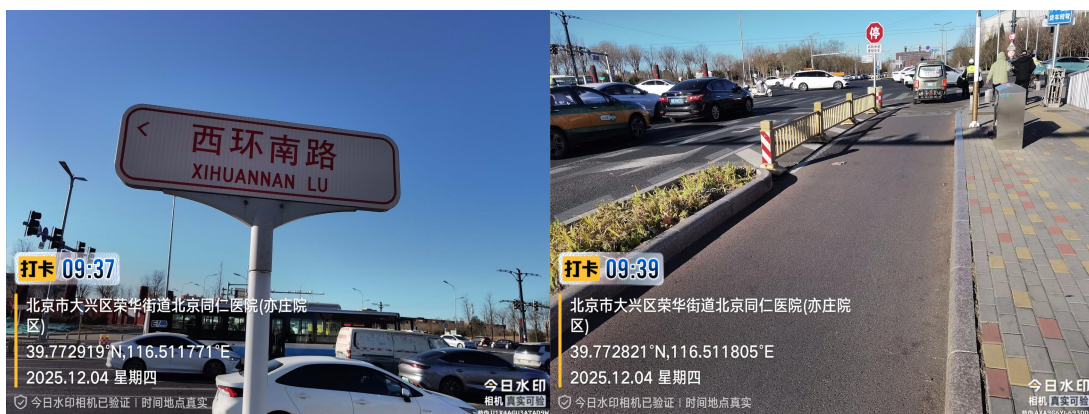 西环南路
XIHUANNAN LU
打卡 09:37
北京市大兴区荣华街道北京同仁医院(亦庄院
区)
39.772919°N,116.511771°E
2025.12.04 星期四
今日水印相机已验证 | 时间地点真实
今日水印
相机 真实可验
停
打卡 09:39
北京市大兴区荣华街道北京同仁医院(亦庄院
区)
39.772821°N,116.511805°E
2025.12.04 星期四
今日水印相机已验证 | 时间地点真实
今日水印
相机 真实可验